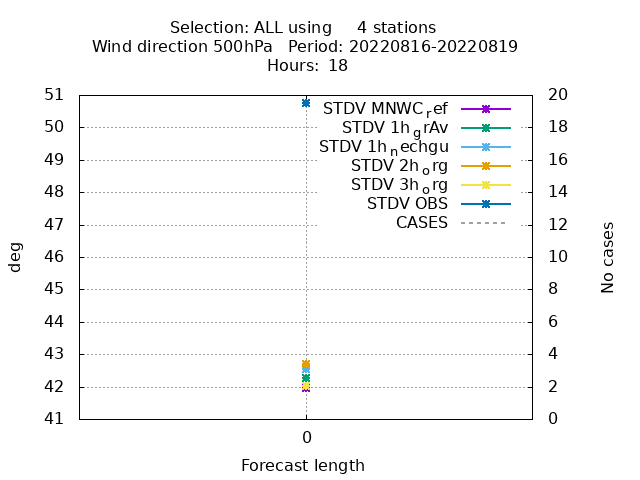 Selection: ALL using     4 stations
Wind direction 500hPa   Period: 20220816-20220819
Hours: 18
51
50
49
48
47
46
45
44
43
42
41
20
18
16
14
12
10
8
6
4
2
0
STDV MNWC_ref
STDV 1h_grAv
STDV 1h_nechgu
STDV 2h_org
STDV 3h_org
STDV OBS
CASES
deg
No cases
0
Forecast length